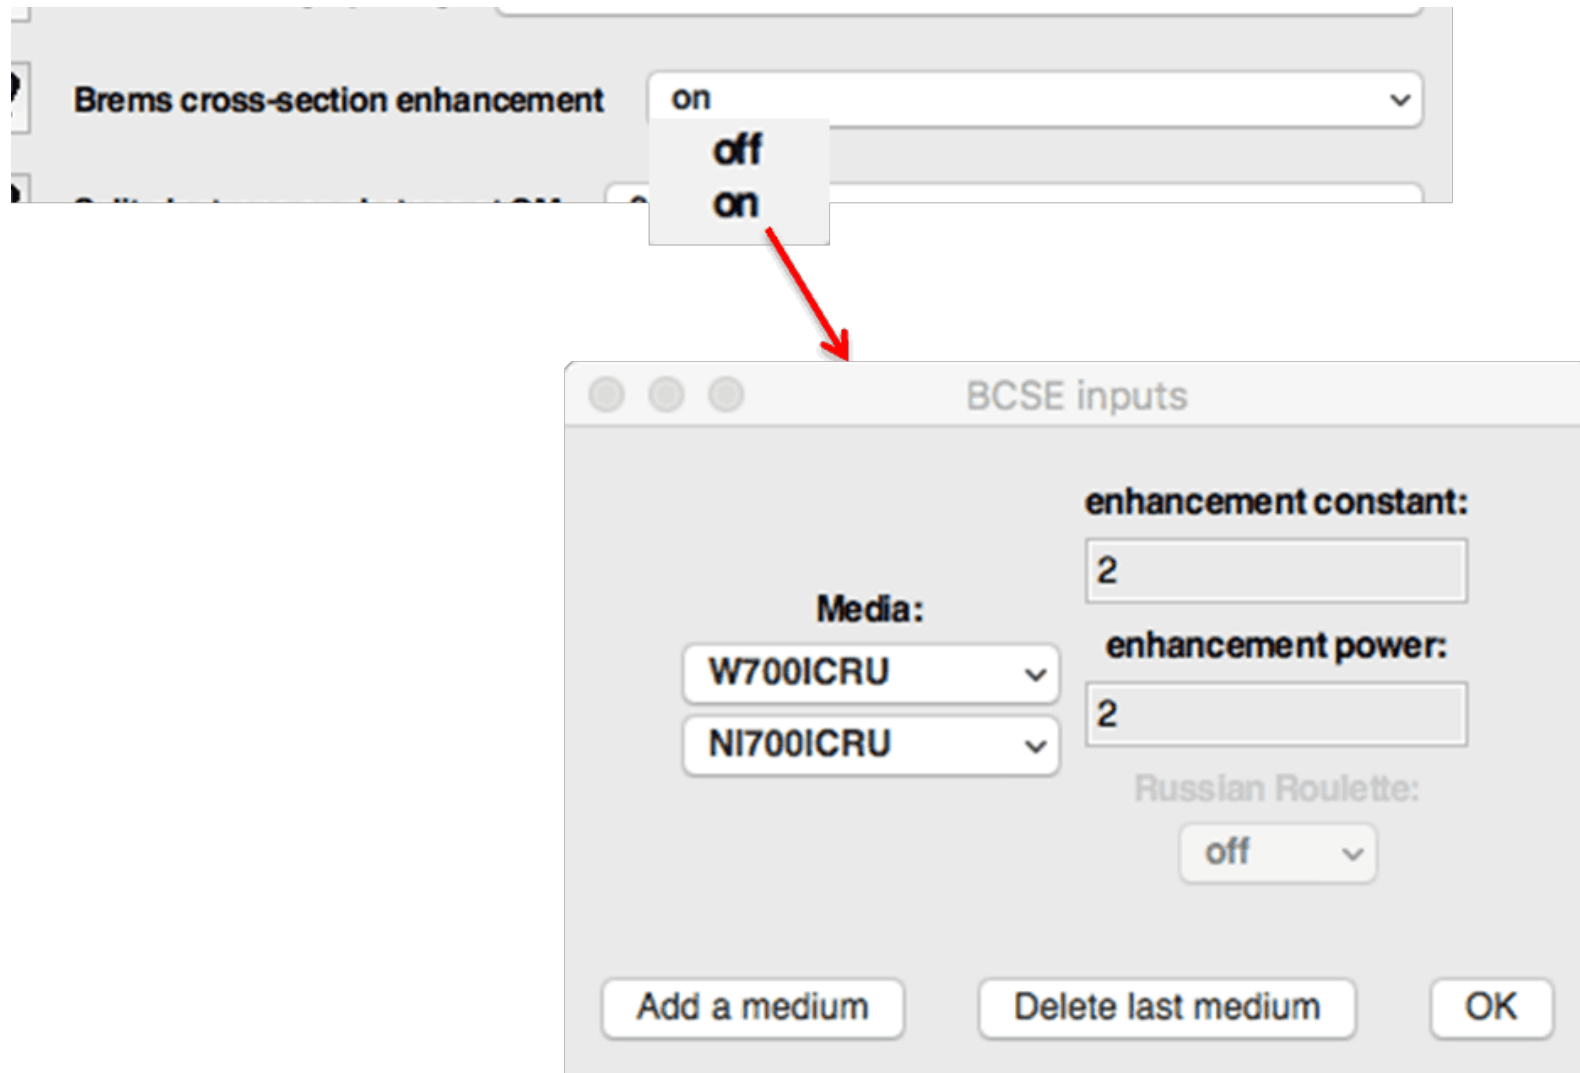 Brems cross-section enhancement
on
off
on
BCSE inputs
enhancement constant:
2
Media:
enhancement power:
W700ICRU
2
NI700ICRU
Russian Roulette:
off
Add a medium
Delete last medium
OK